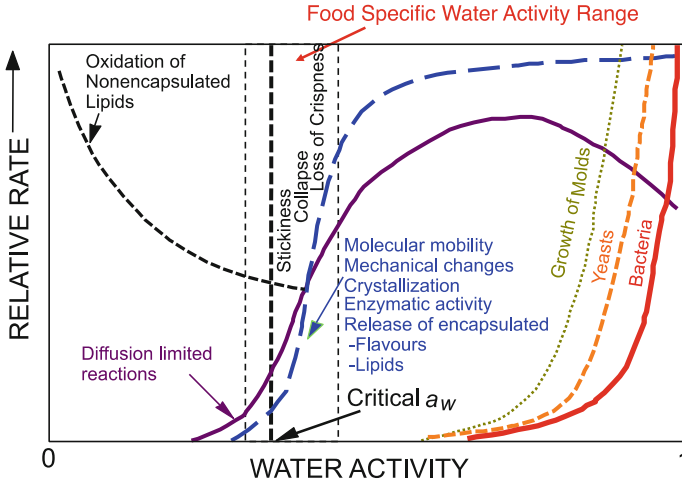 Food Specific Water Activity Range
Oxidation of
Nonencapsulated
Lipids
RELATIVE RATE
Stickiness
Collapse
Loss of Crispness
Molecular mobility
Mechanical changes
Crystallization
Enzymatic activity
Release of encapsulated
-Flavours
-Lipids
Growth of Molds
Yeasts
Bacteria
Diffusion limited
reactions
Critical aw
0
WATER ACTIVITY
1